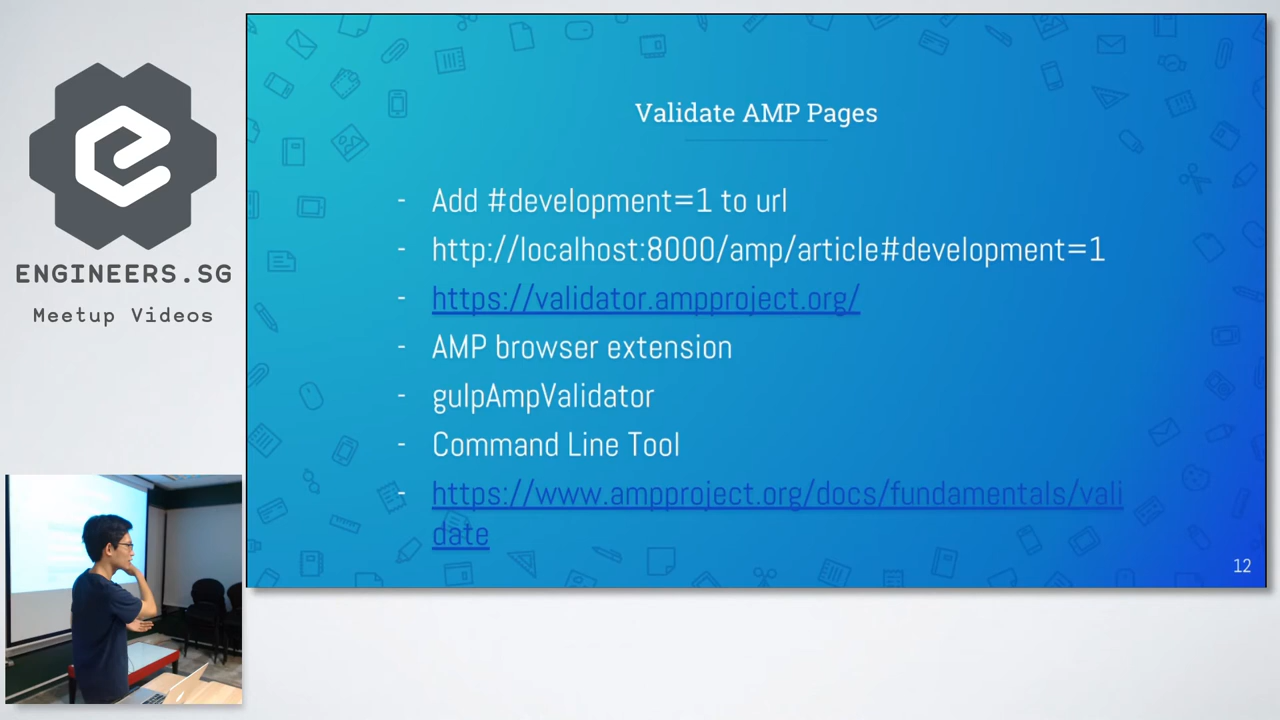 ENGINEERS.SG
Meetup Videos
Validate AMP Pages
- Add #development=1 to url
- http://localhost:8000/amp/article#development=1
- https://validator.ampproject.org/
- AMP browser extension
- gulpAmpValidator
- Command Line Tool
- https://www.ampproject.org/docs/fundamentals/vali
date
12